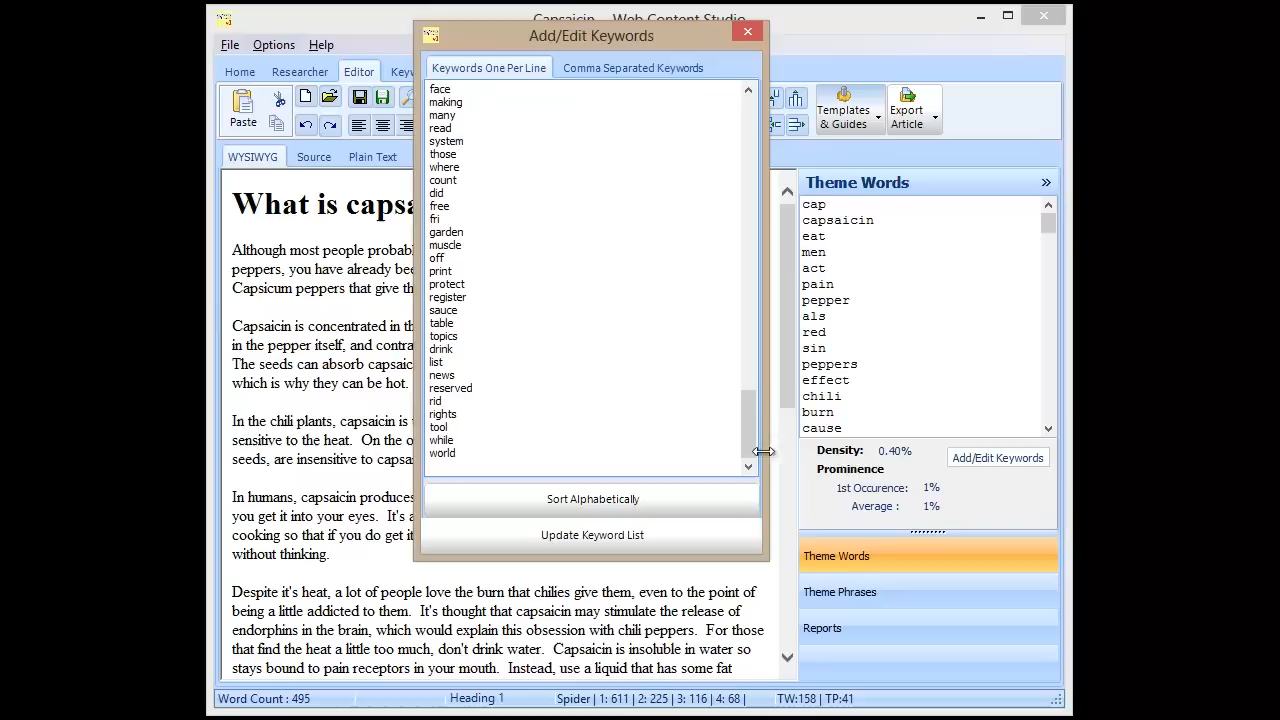 Capsaicin - Web Content Studio
File Options Help
Add/Edit Keywords
Home Researcher Editor Keyw
Keywords One Per Line Comma Separated Keywords
Paste
Templates
& Guides
Export
Article
WYSIWYG Source Plain Text
face
making
many
read
system
those
where
count
did
free
fri
garden
muscle
off
print
protect
register
sauce
table
topics
drink
list
news
reserved
rid
rights
tool
while
world
Sort Alphabetically
Update Keyword List
What is capsa
Although most people probabl
peppers, you have already bee
Capsicum peppers that give th
Capsaicin is concentrated in th
in the pepper itself, and contra
The seeds can absorb capsaic
which is why they can be hot.
In the chili plants, capsaicin is
sensitive to the heat. On the o
seeds, are insensitive to capsa
In humans, capsaicin produces
you get it into your eyes. It's a
cooking so that if you do get it
without thinking.
Despite it's heat, a lot of people love the burn that chilies give them, even to the point of
being a little addicted to them. It's thought that capsaicin may stimulate the release of
endorphins in the brain, which would explain this obsession with chili peppers. For those
that find the heat a little too much, don't drink water. Capsaicin is insoluble in water so
stays bound to pain receptors in your mouth. Instead, use a liquid that has some fat
Theme Words
cap
capsaicin
eat
men
act
pain
pepper
als
red
sin
peppers
effect
chili
burn
cause
Density: 0.40%
Add/Edit Keywords
Prominence
1st Occurence: 1%
Average : 1%
Theme Words
Theme Phrases
Reports
Word Count : 495 Heading 1 Spider | 1: 611 | 2: 225 | 3: 116 | 4: 68 | TW:158 | TP:41